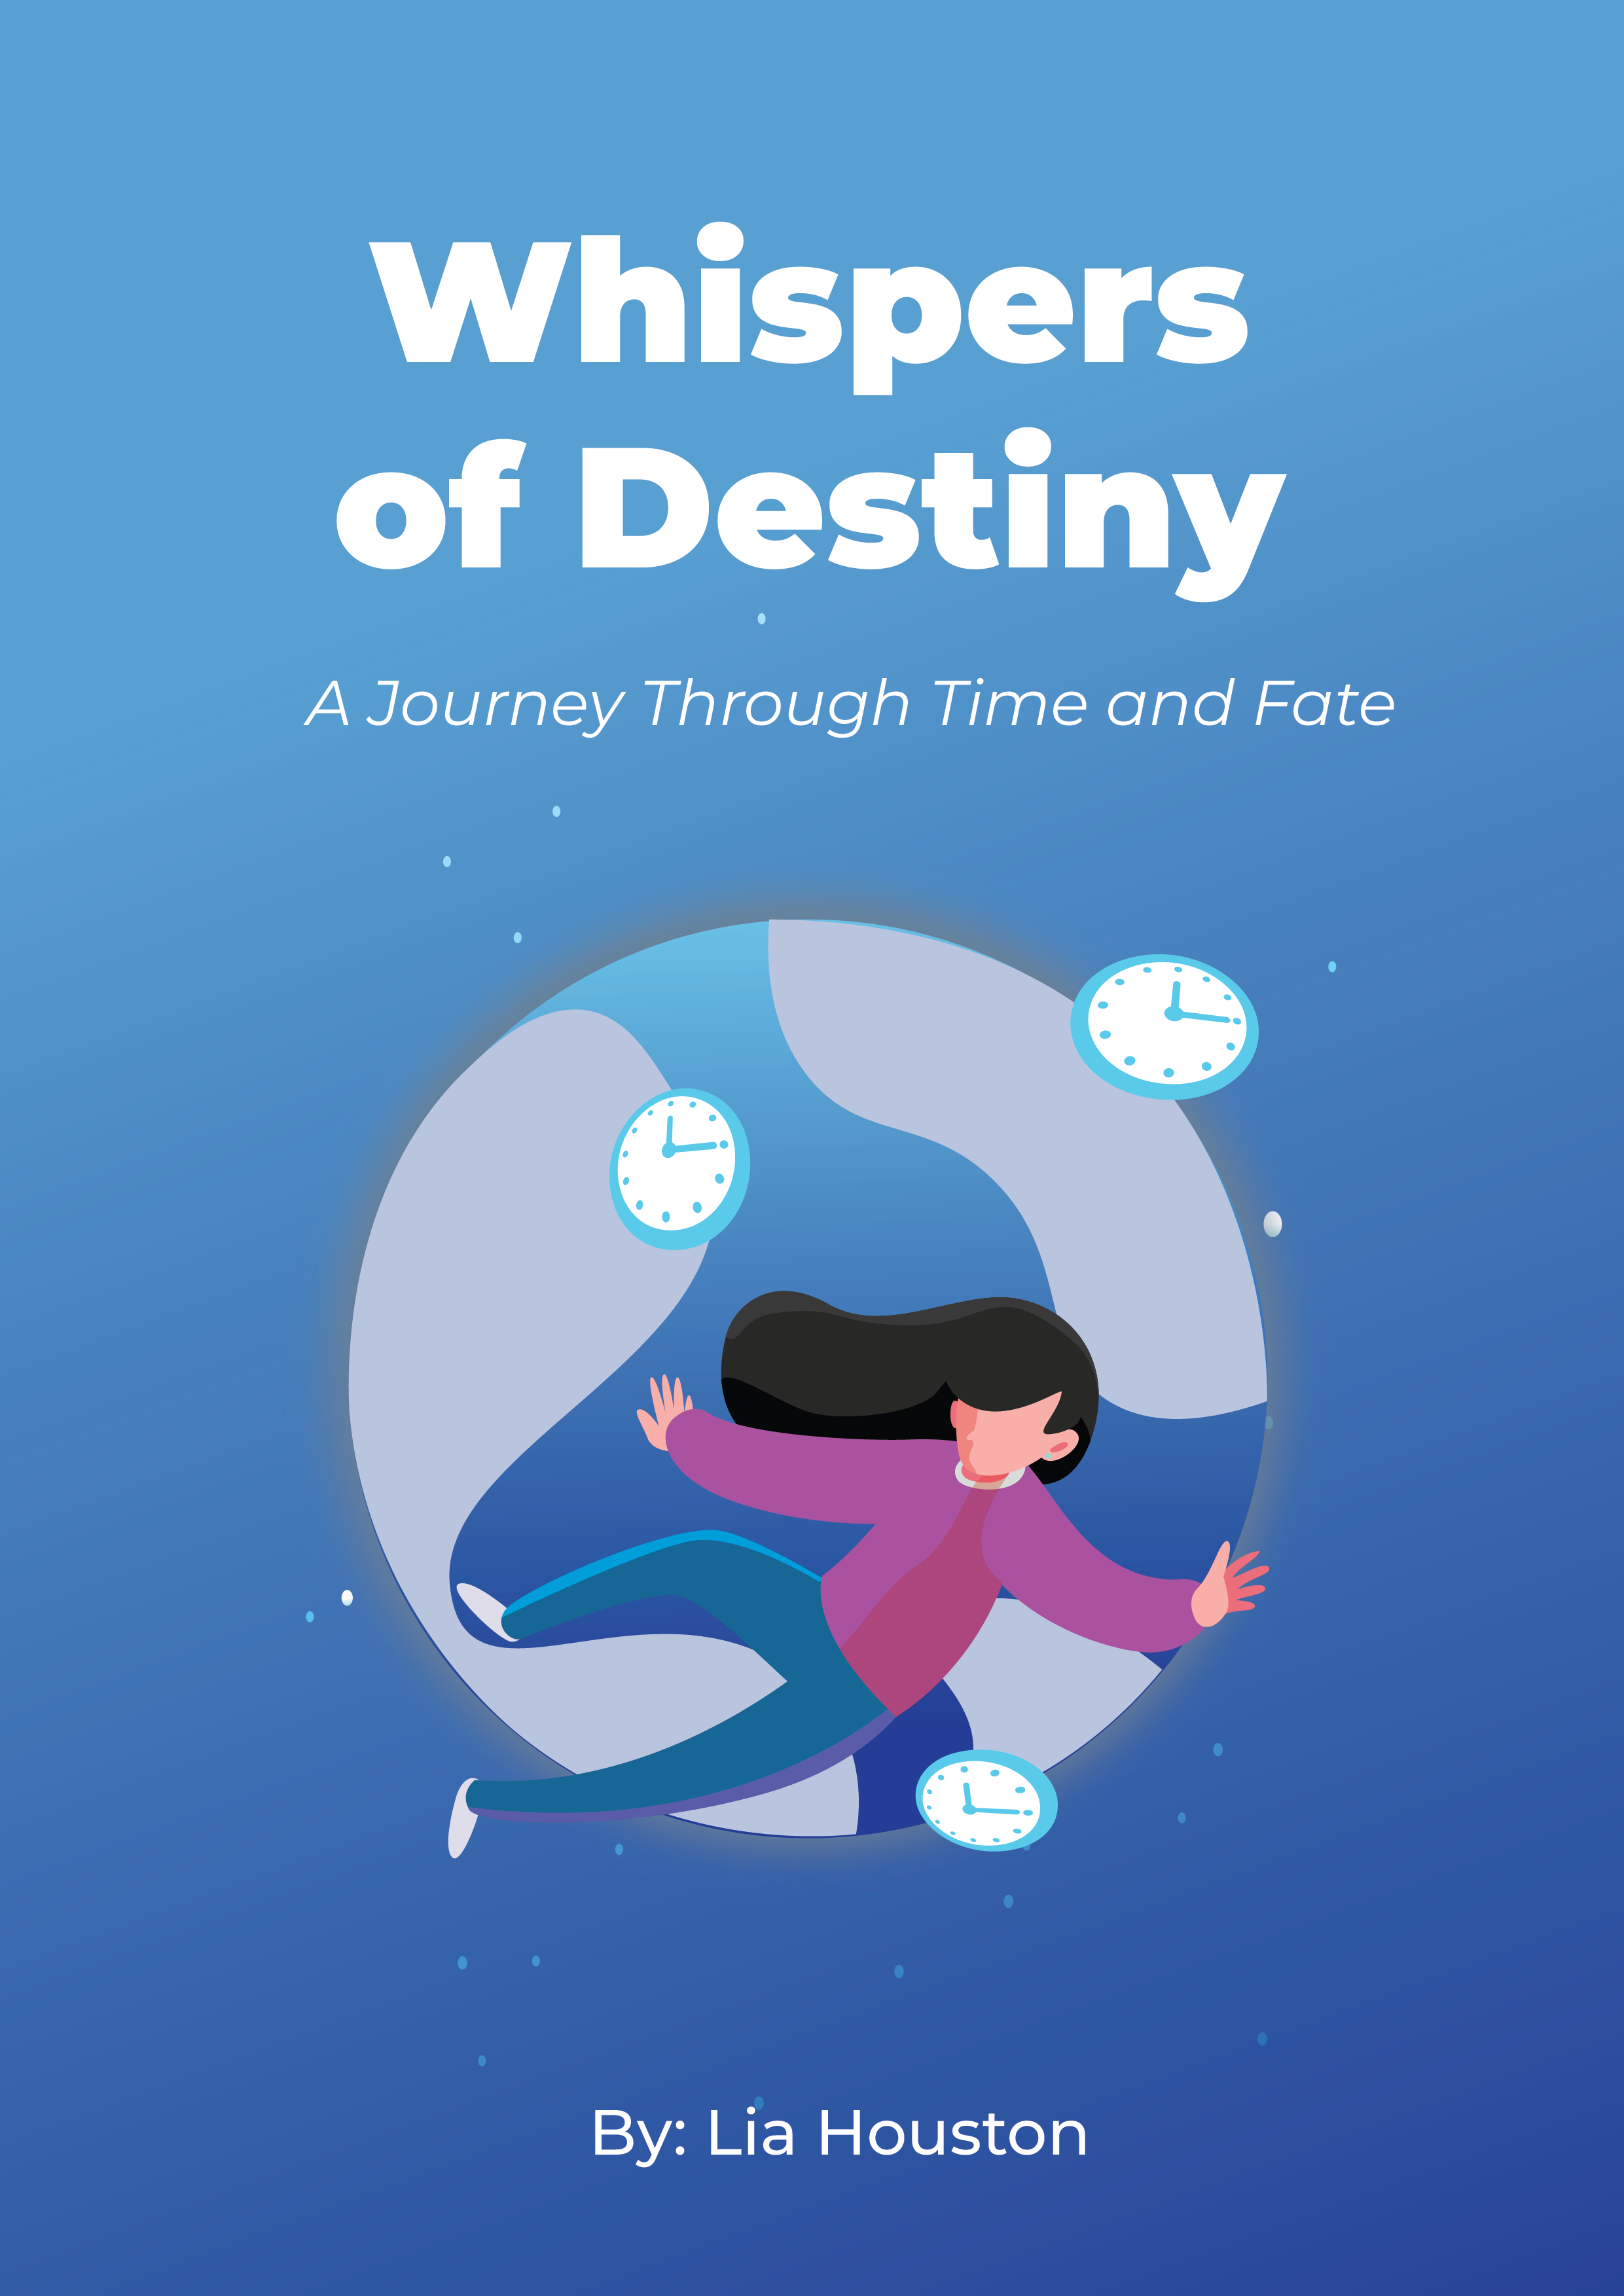 Whispers
of Destiny
A Journey Through Time and Fate
By: Lia Houston